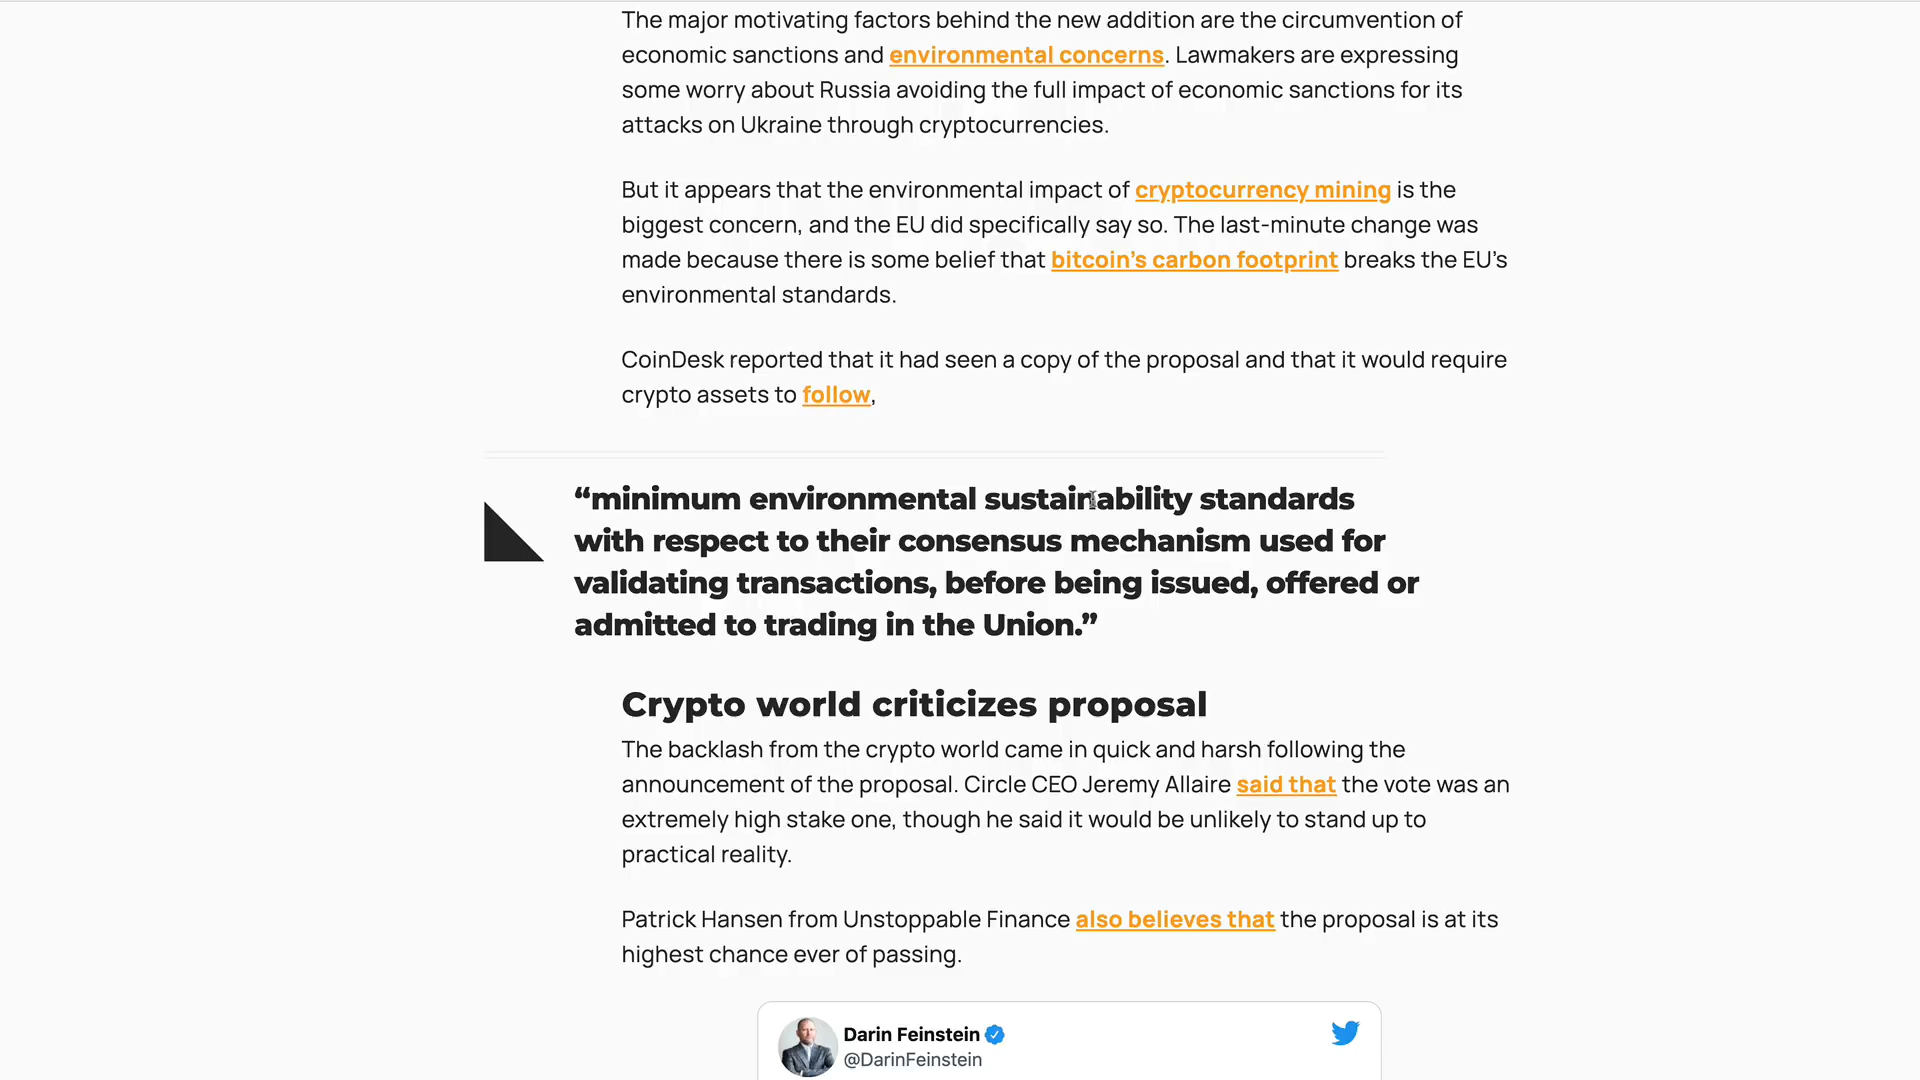 The major motivating factors behind the new addition are the circumvention of
economic sanctions and environmental concerns. Lawmakers are expressing
some worry about Russia avoiding the full impact of economic sanctions for its
attacks on Ukraine through cryptocurrencies.
But it appears that the environmental impact of cryptocurrency mining is the
biggest concern, and the EU did specifically say so. The last-minute change was
made because there is some belief that bitcoin's carbon footprint breaks the EU's
environmental standards.
CoinDesk reported that it had seen a copy of the proposal and that it would require
crypto assets to follow,
“minimum environmental sustainability standards
with respect to their consensus mechanism used for
validating transactions, before being issued, offered or
admitted to trading in the Union.”
Crypto world criticizes proposal
The backlash from the crypto world came in quick and harsh following the
announcement of the proposal. Circle CEO Jeremy Allaire said that the vote was an
extremely high stake one, though he said it would be unlikely to stand up to
practical reality.
Patrick Hansen from Unstoppable Finance also believes that the proposal is at its
highest chance ever of passing.
Darin Feinstein
@DarinFeinstein